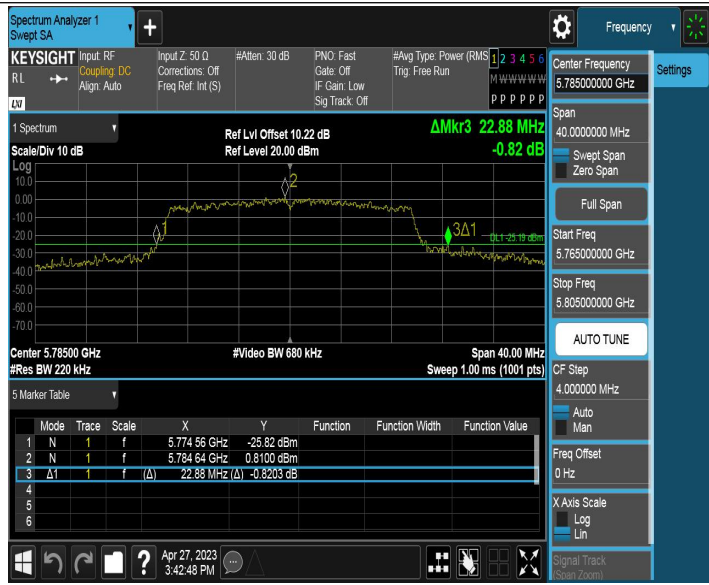 Spectrum Analyzer 1
Swept SA
+
Frequency
KEYSIGHT
RL
LXI
Input: RF
Coupling: DC
Align: Auto
Input Z: 50 Ω
Corrections: Off
Freq Ref: Int (S)
#Atten: 30 dB
PNO: Fast
Gate: Off
IF Gain: Low
Sig Track: Off
#Avg Type: Power (RMS
Trig: Free Run
1 2 3 4 5 6
M W W W W W
P P P P P P
1 Spectrum
Scale/Div 10 dB
Ref Lvl Offset 10.22 dB
Ref Level 20.00 dBm
ΔMkr3 22.88 MHz
-0.82 dB
Log
10.0
0.00
-10.0
-20.0
-30.0
-40.0
-50.0
-60.0
-70.0
1
2
3Δ1
DL1 -25.19 dBm
Center 5.78500 GHz
#Res BW 220 kHz
#Video BW 680 kHz
Span 40.00 MHz
Sweep 1.00 ms (1001 pts)
5 Marker Table
Mode Trace Scale X Y Function Function Width Function Value
1 N 1 f 5.774 56 GHz -25.82 dBm
2 N 1 f 5.784 64 GHz 0.8100 dBm
3 Δ1 1 f (Δ) 22.88 MHz (Δ) -0.8203 dB
4
5
6
Center Frequency
5.785000000 GHz
Settings
Span
40.0000000 MHz
Swept Span
Zero Span
Full Span
Start Freq
5.765000000 GHz
Stop Freq
5.805000000 GHz
AUTO TUNE
CF Step
4.000000 MHz
Auto
Man
Freq Offset
0 Hz
X Axis Scale
Log
Lin
Signal Track
(Span Zoom)
?
Apr 27, 2023
3:42:48 PM